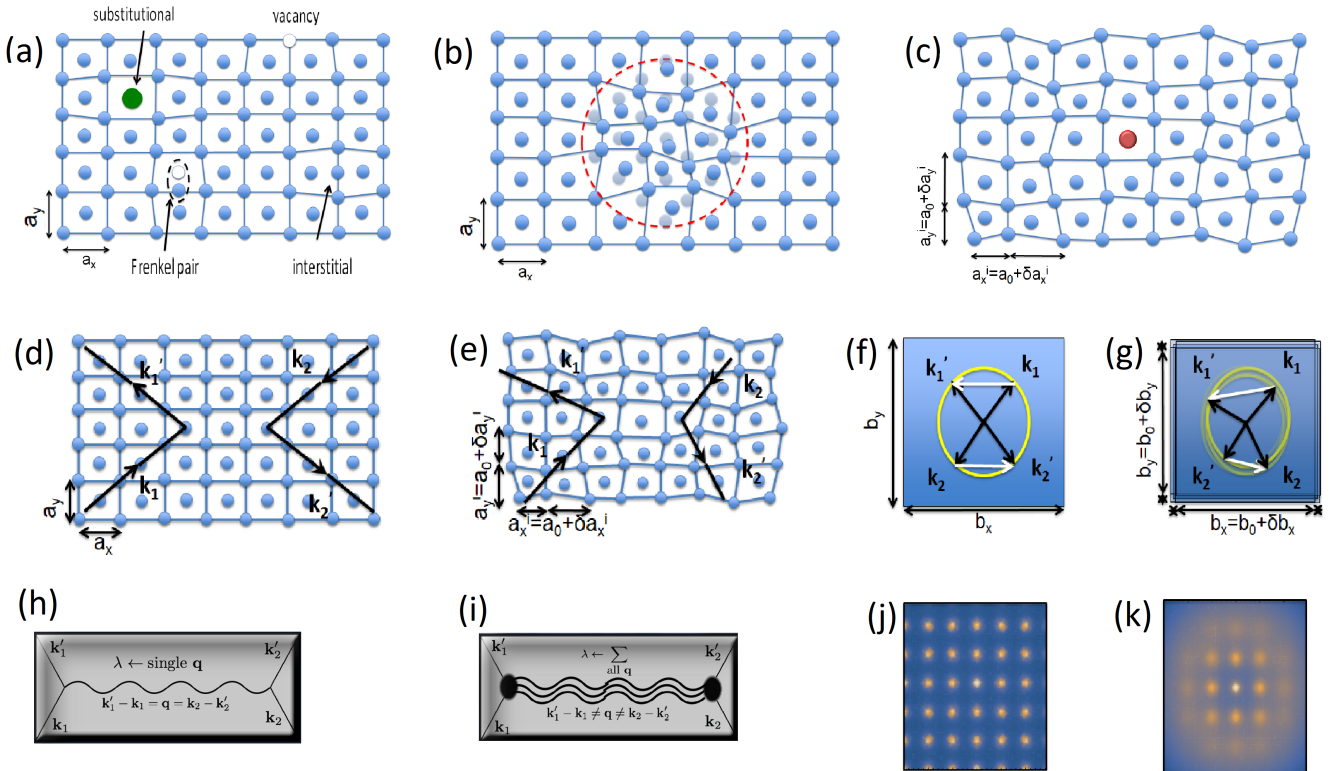 (a)
substitutional
vacancy
a_y
a_x
Frenkel pair
interstitial
(b)
a_y
a_x
(c)
a_y^i=a_0+δa_y^i
a_x^i=a_0+δa_x^i
(d)
k_1'
k_2
k_1
k_2'
a_y
a_x
(e)
k_1'
k_2
k_1
k_2'
a_y^i=a_0+δa_y^i
a_x^i=a_0+δa_x^i
(f)
k_1'
k_1
k_2
k_2'
b_y
b_x
(g)
k_1'
k_1
k_2'
k_2
b_y=b_0+δb_y
b_x=b_0+δb_x
(h)
k_1'
k_2'
λ ← single q
k_1' − k_1 = q = k_2 − k_2'
k_1
k_2
(i)
k_1'
k_2'
λ ← ∑
all q
k_1' − k_1 ≠ q ≠ k_2 − k_2'
k_1
k_2
(j)
(k)